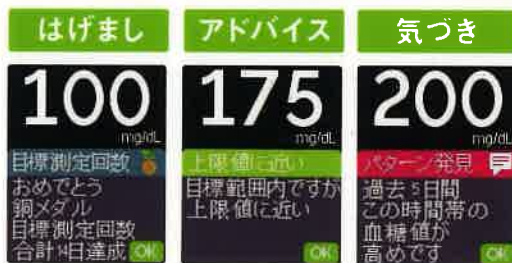 はげまし
100
mg/dL
目標測定回数
おめでとう
銅メダル
目標測定回数
合計14日達成 OK
アドバイス
175
mg/dL
上限値に近い
目標範囲内ですが
上限値に近い
OK
気づき
200
mg/dL
パターン発見
過去5日間
この時間帯の
血糖値が
高めです OK